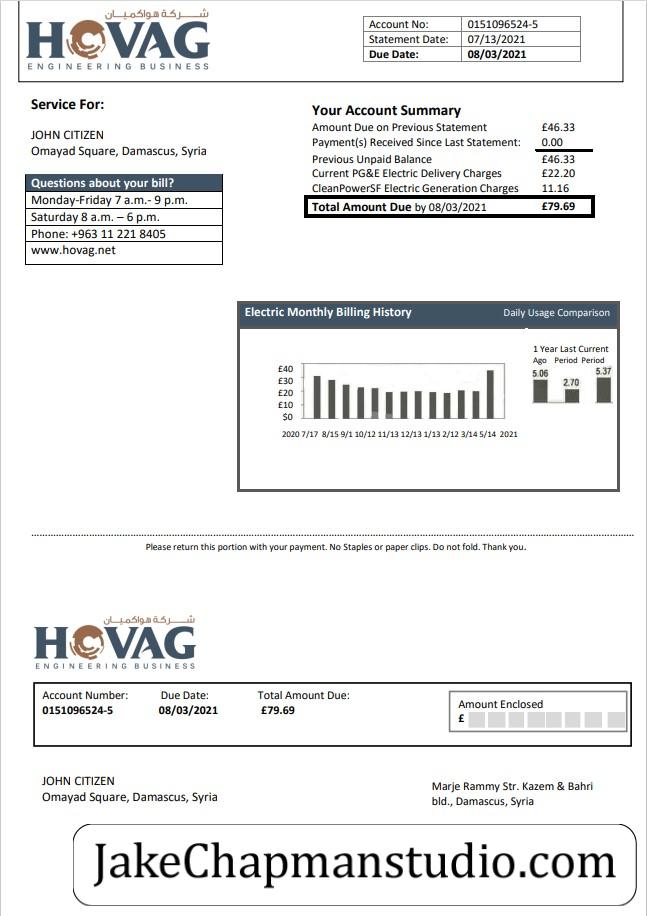 شركة هواكميان
HOVAG
ENGINEERING BUSINESS
Account No: 0151096524-5
Statement Date: 07/13/2021
Due Date: 08/03/2021
Service For:
JOHN CITIZEN
Omayad Square, Damascus, Syria
Questions about your bill?
Monday-Friday 7 a.m.- 9 p.m.
Saturday 8 a.m. – 6 p.m.
Phone: +963 11 221 8405
www.hovag.net
Your Account Summary
Amount Due on Previous Statement £46.33
Payment(s) Received Since Last Statement: 0.00
Previous Unpaid Balance £46.33
Current PG&E Electric Delivery Charges £22.20
CleanPowerSF Electric Generation Charges 11.16
Total Amount Due by 08/03/2021 £79.69
Electric Monthly Billing History Daily Usage Comparison
1 Year Last Current
Ago Period Period
5.06 2.70 5.37
£40
£30
£20
£10
$0
2020 7/17 8/15 9/1 10/12 11/13 12/13 1/13 2/12 3/14 5/14 2021
Please return this portion with your payment. No Staples or paper clips. Do not fold. Thank you.
شركة هواكميان
HOVAG
ENGINEERING BUSINESS
Account Number: Due Date: Total Amount Due:
0151096524-5 08/03/2021 £79.69
Amount Enclosed
£
JOHN CITIZEN
Omayad Square, Damascus, Syria
Marje Rammy Str. Kazem & Bahri
bld., Damascus, Syria
JakeChapmanstudio.com